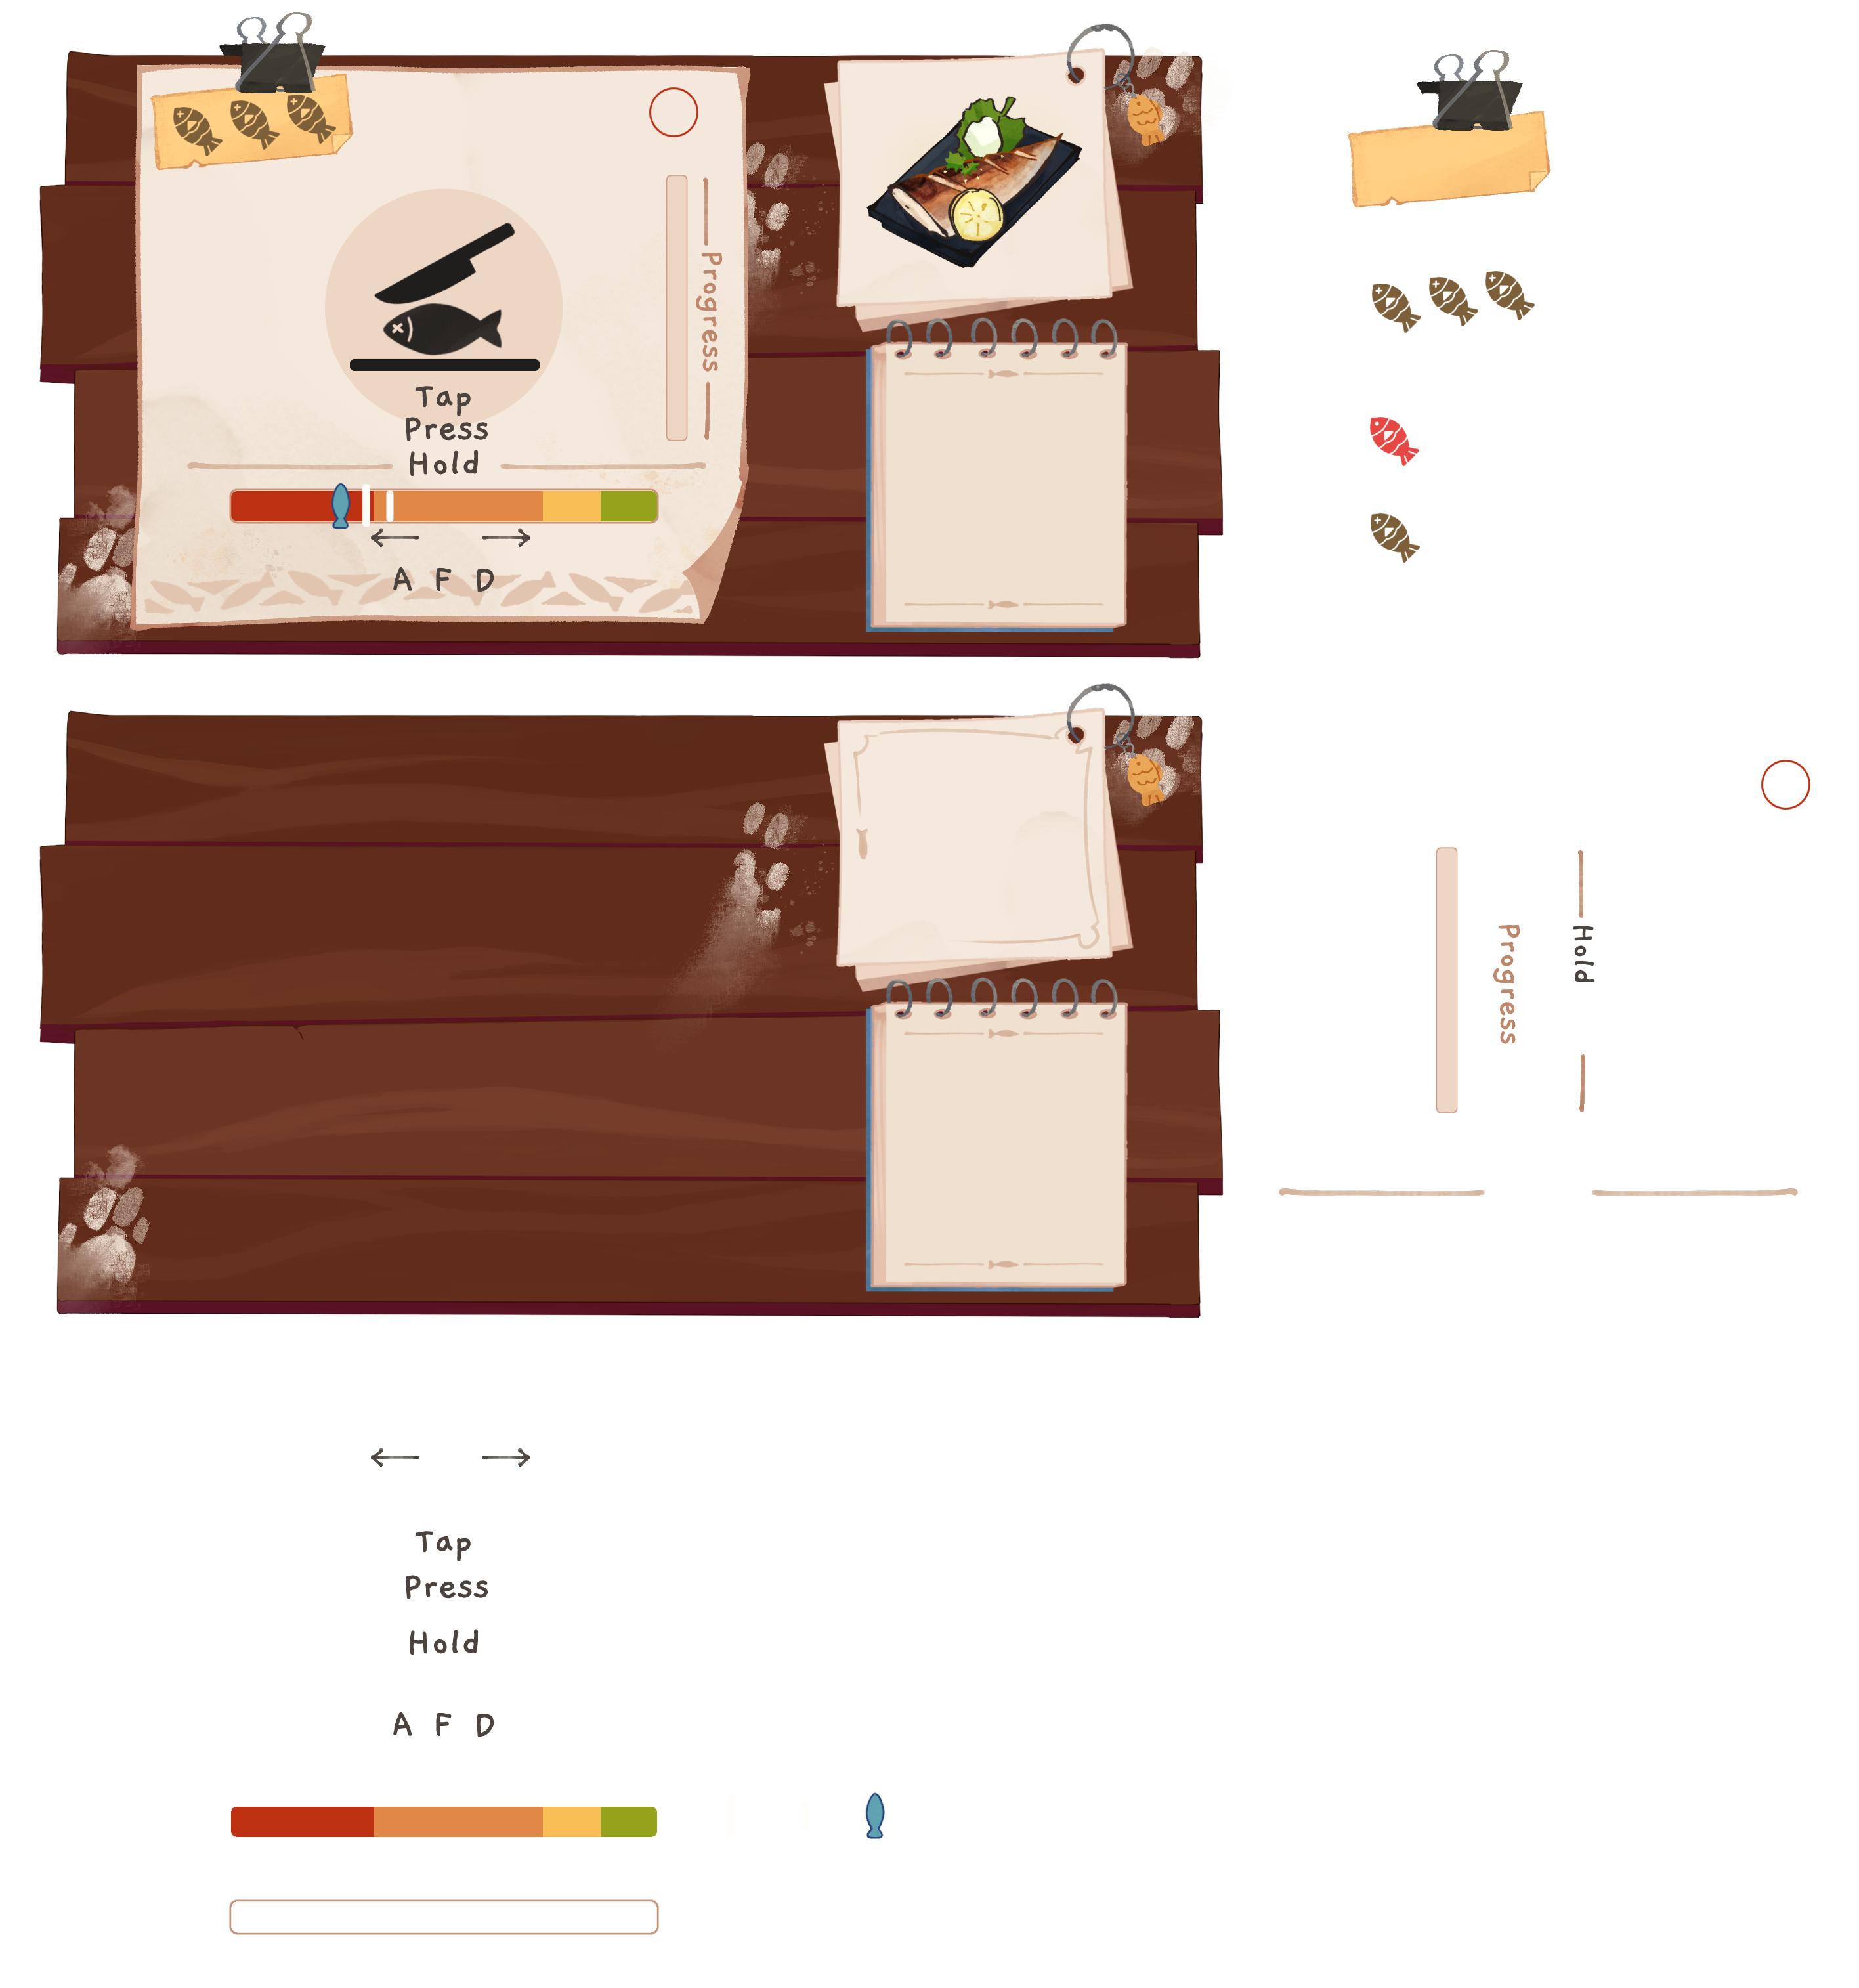 Progress
Tap
Press
Hold
A F D
Progress
Hold
Tap
Press
Hold
A F D